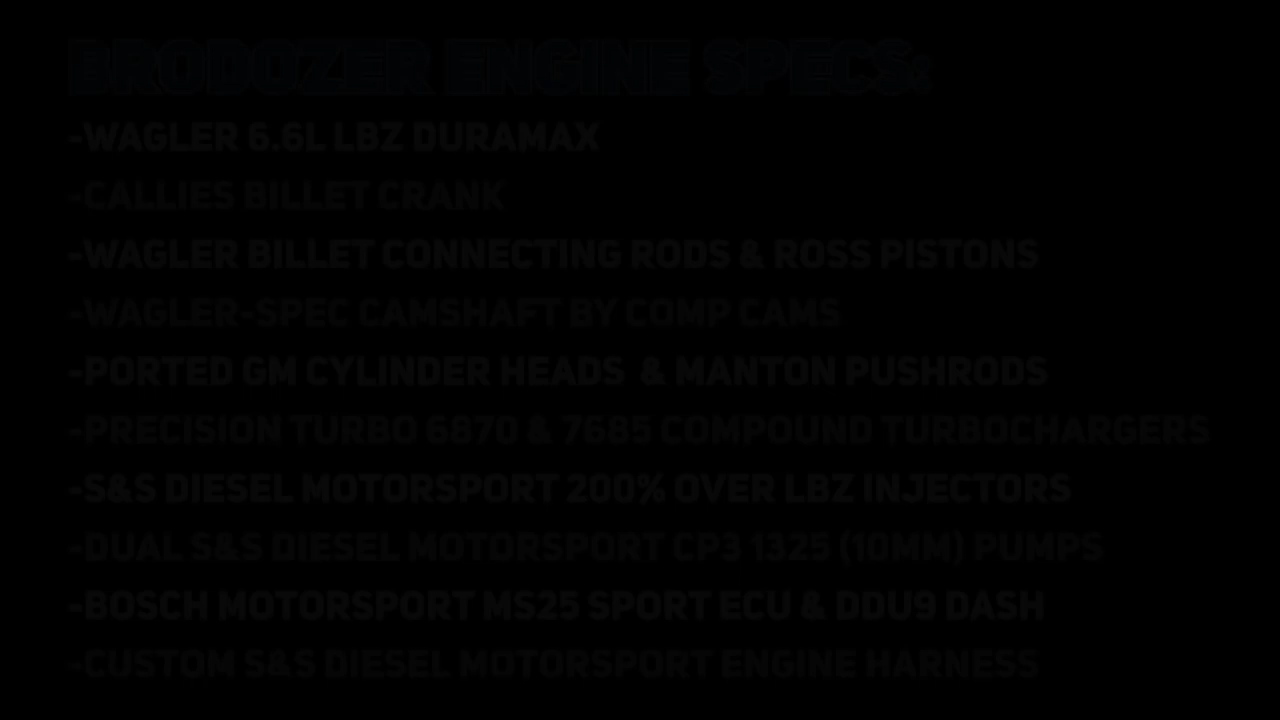 BRODOZER ENGINE SPECS:
-WAGLER 6.6L LBZ DURAMAX
-CALLIES BILLET CRANK
-WAGLER BILLET CONNECTING RODS & ROSS PISTONS
-WAGLER-SPEC CAMSHAFT BY COMP CAMS
-PORTED GM CYLINDER HEADS & MANTON PUSHRODS
-PRECISION TURBO 6870 & 7685 COMPOUND TURBOCHARGERS
-S&S DIESEL MOTORSPORT 200% OVER LBZ INJECTORS
-DUAL S&S DIESEL MOTORSPORT CP3 1325 (10MM) PUMPS
-BOSCH MOTORSPORT MS25 SPORT ECU & DDU9 DASH
-CUSTOM S&S DIESEL MOTORSPORT ENGINE HARNESS